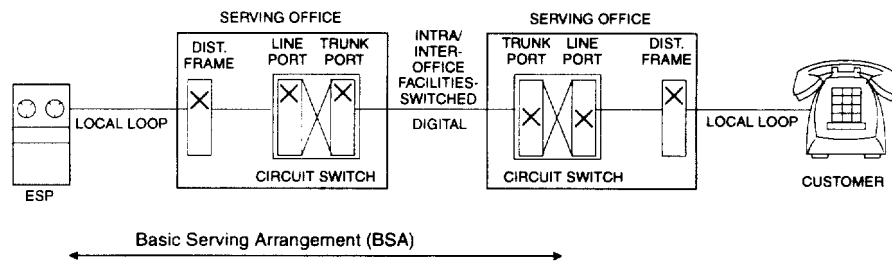 SERVING OFFICE
SERVING OFFICE
DIST.
FRAME
LINE
PORT
TRUNK
PORT
INTRA/
INTER-
OFFICE
FACILITIES-
SWITCHED
DIGITAL
TRUNK
PORT
LINE
PORT
DIST.
FRAME
LOCAL LOOP
LOCAL LOOP
CIRCUIT SWITCH
CIRCUIT SWITCH
ESP
CUSTOMER
Basic Serving Arrangement (BSA)